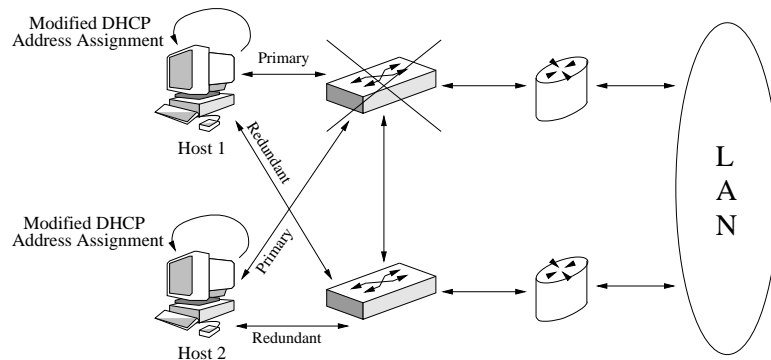 Modified DHCP
Address Assignment
Primary
Host 1
Redundant
L
A
N
Modified DHCP
Address Assignment
Primary
Redundant
Host 2